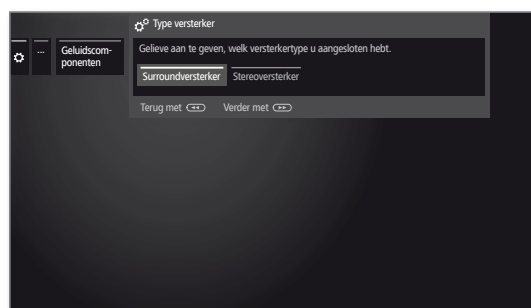 Type versterker
...
Geluidscom-
ponenten
Gelieve aan te geven, welk versterkertype u aangesloten hebt.
Surroundversterker Stereoversterker
Terug met Verder met